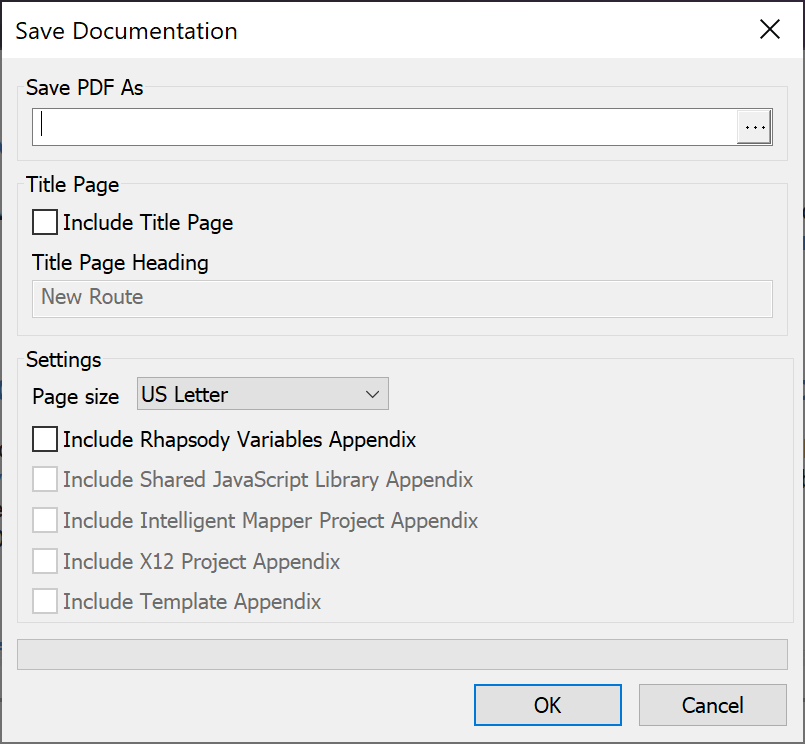 Save Documentation
Save PDF As
...
Title Page
Include Title Page
Title Page Heading
New Route
Settings
Page size US Letter
Include Rhapsody Variables Appendix
Include Shared JavaScript Library Appendix
Include Intelligent Mapper Project Appendix
Include X12 Project Appendix
Include Template Appendix
OK Cancel